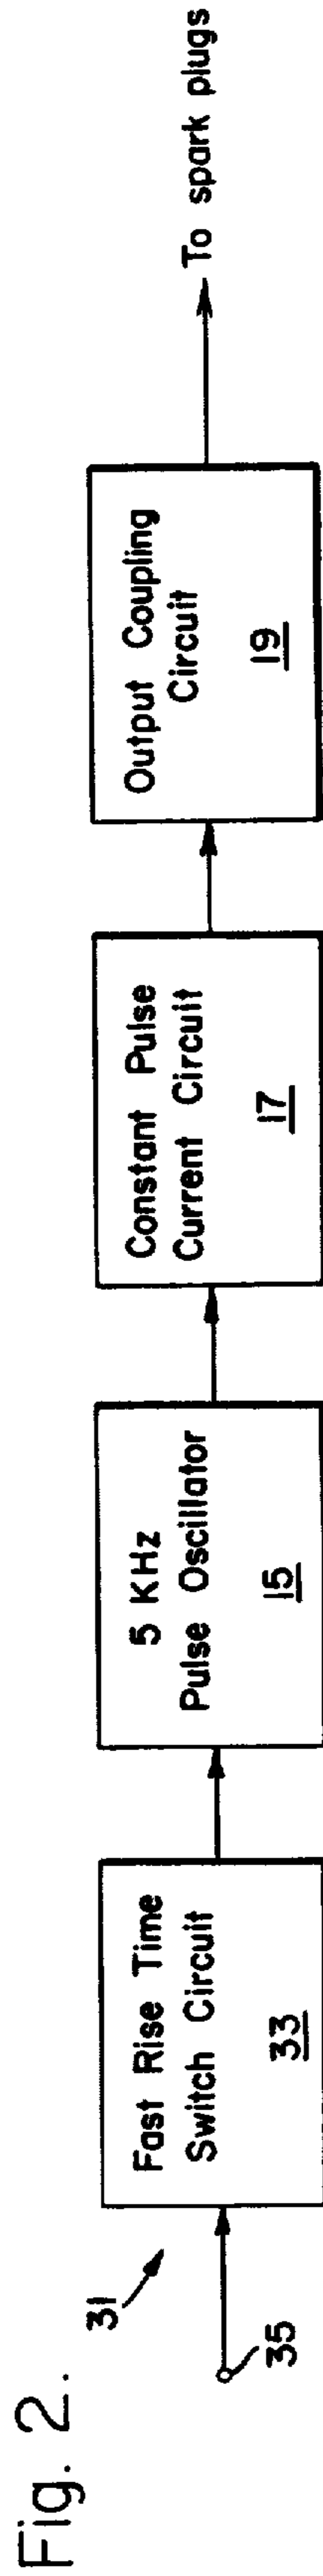 Fig. 2.
31
35
Fast Rise Time
Switch Circuit
33
5 KHz
Pulse Oscillator
15
Constant Pulse
Current Circuit
17
Output Coupling
Circuit
19
To spark plugs